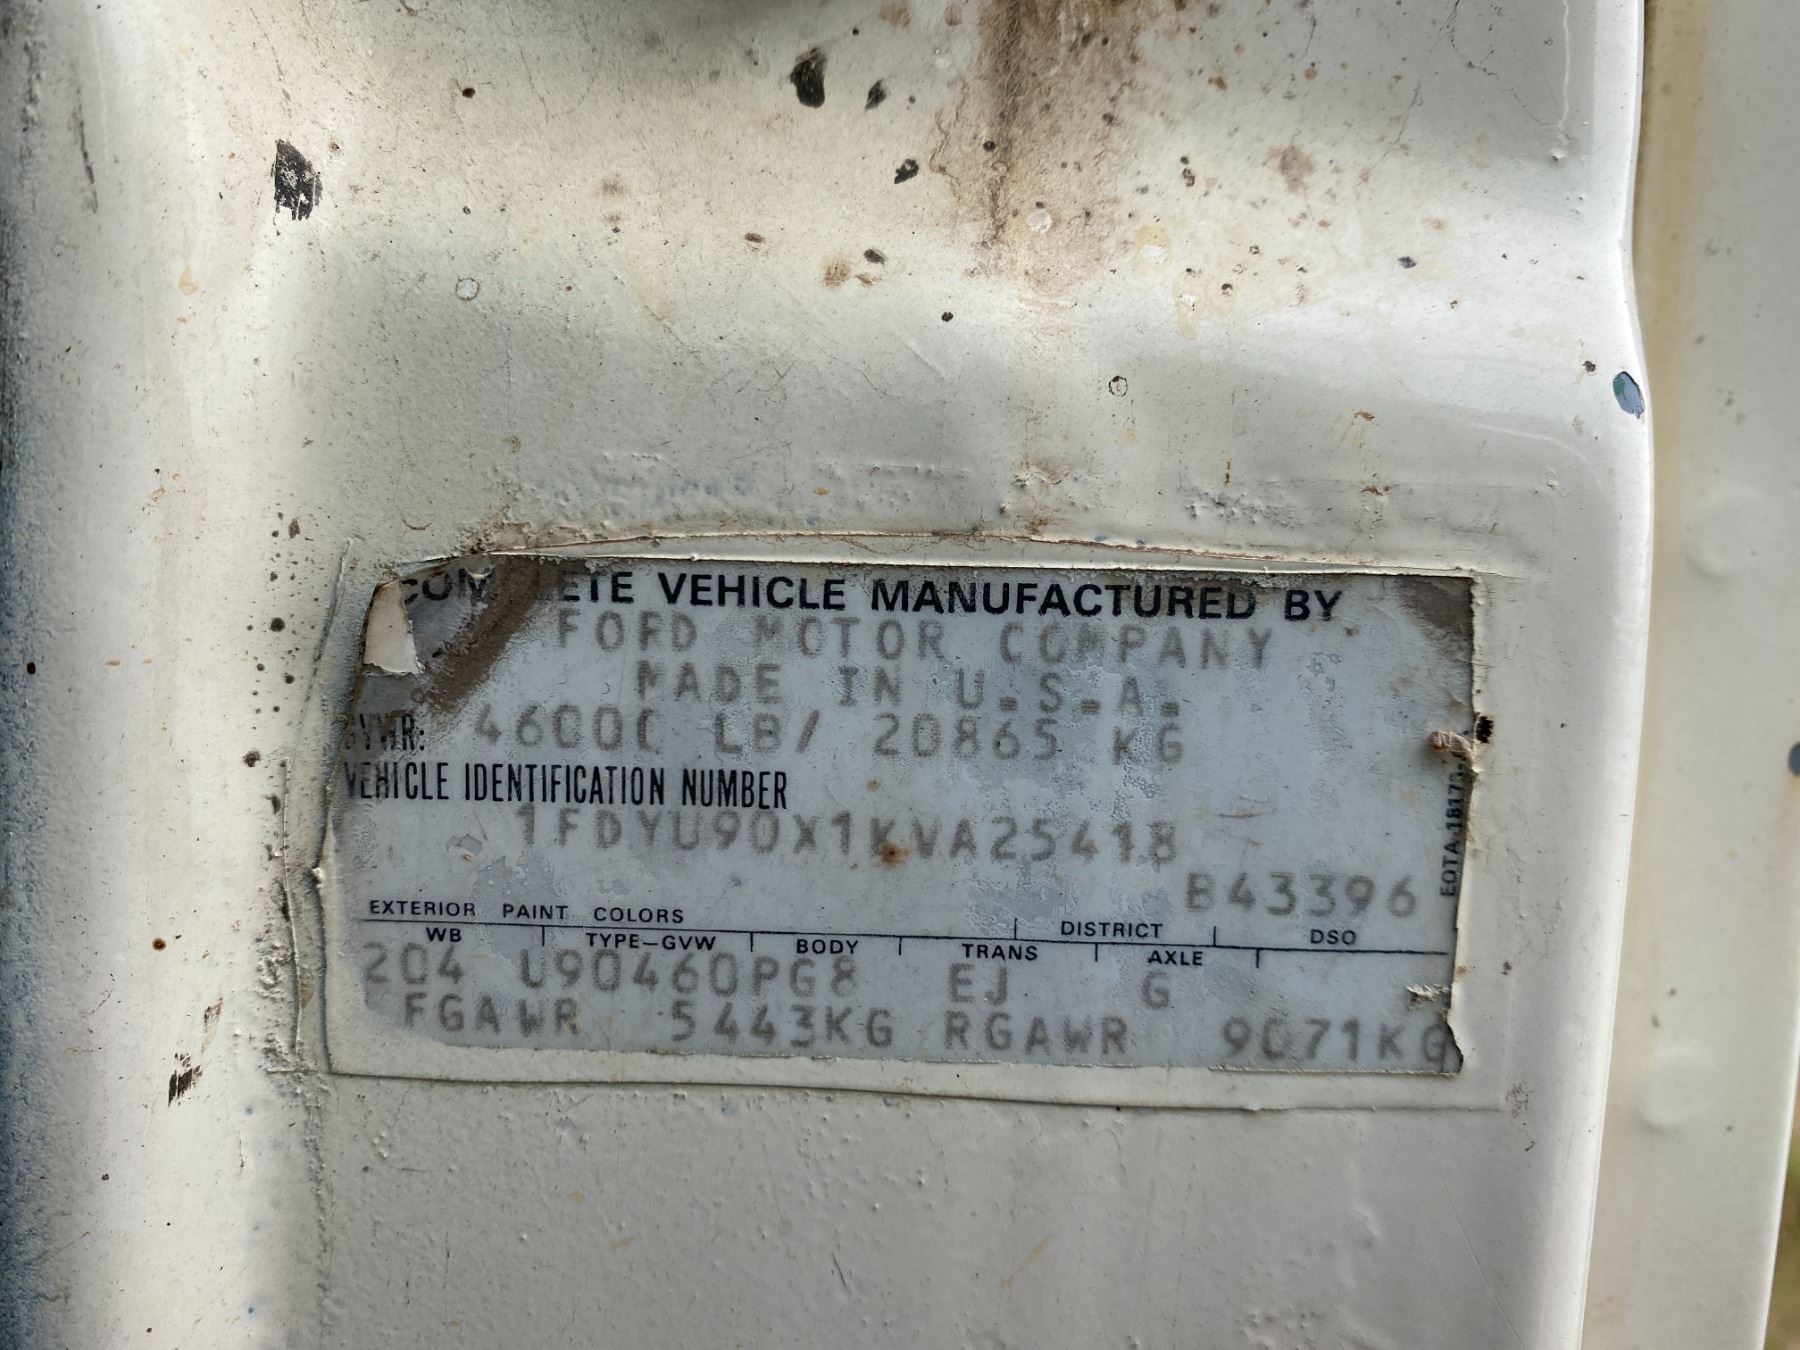 VEHICLE MANUFACTURED BY
FORD MOTOR COMPANY
MADE IN U.S.A.
GVWR: 46000 LB/ 20865 KG
VEHICLE IDENTIFICATION NUMBER
1FDYU90X1KVA25418
B43396
EXTERIOR PAINT COLORS DISTRICT DSO
WB TYPE-GVW BODY TRANS AXLE
204 U90460PG8 EJ G
FGAWR 5443KG RGAWR 9071KG